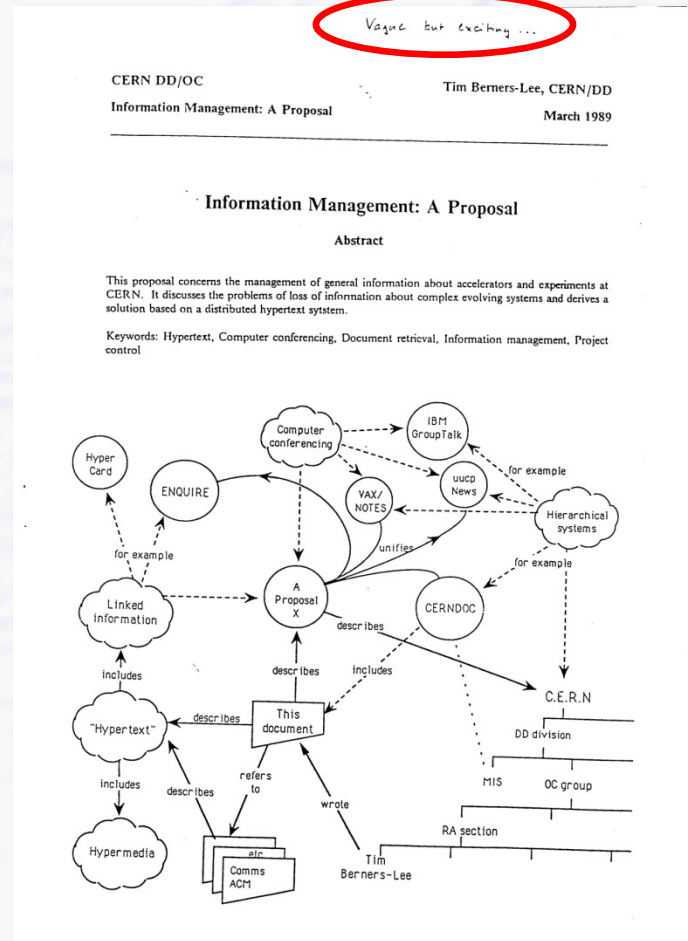 Vague but exciting ...
CERN DD/OC
Tim Berners-Lee, CERN/DD
Information Management: A Proposal
March 1989
Information Management: A Proposal
Abstract
This proposal concerns the management of general information about accelerators and experiments at
CERN. It discusses the problems of loss of information about complex evolving systems and derives a
solution based on a distributed hypertext sytstem.
Keywords: Hypertext, Computer conferencing, Document retrieval, Information management, Project
control
Computer
conferencing
IBM
GroupTalk
Hyper
Card
ENQUIRE
VAX/
NOTES
uucp
News
for example
Hierarchical
systems
unifies
for example
for example
Linked
information
A
Proposal
X
CERNDOC
describes
includes
describes
includes
C.E.R.N
"Hypertext"
describes
This
document
DD division
includes
describes
refers
to
wrote
MIS
OC group
RA section
Hypermedia
etc
Comms
ACM
Tim
Berners-Lee